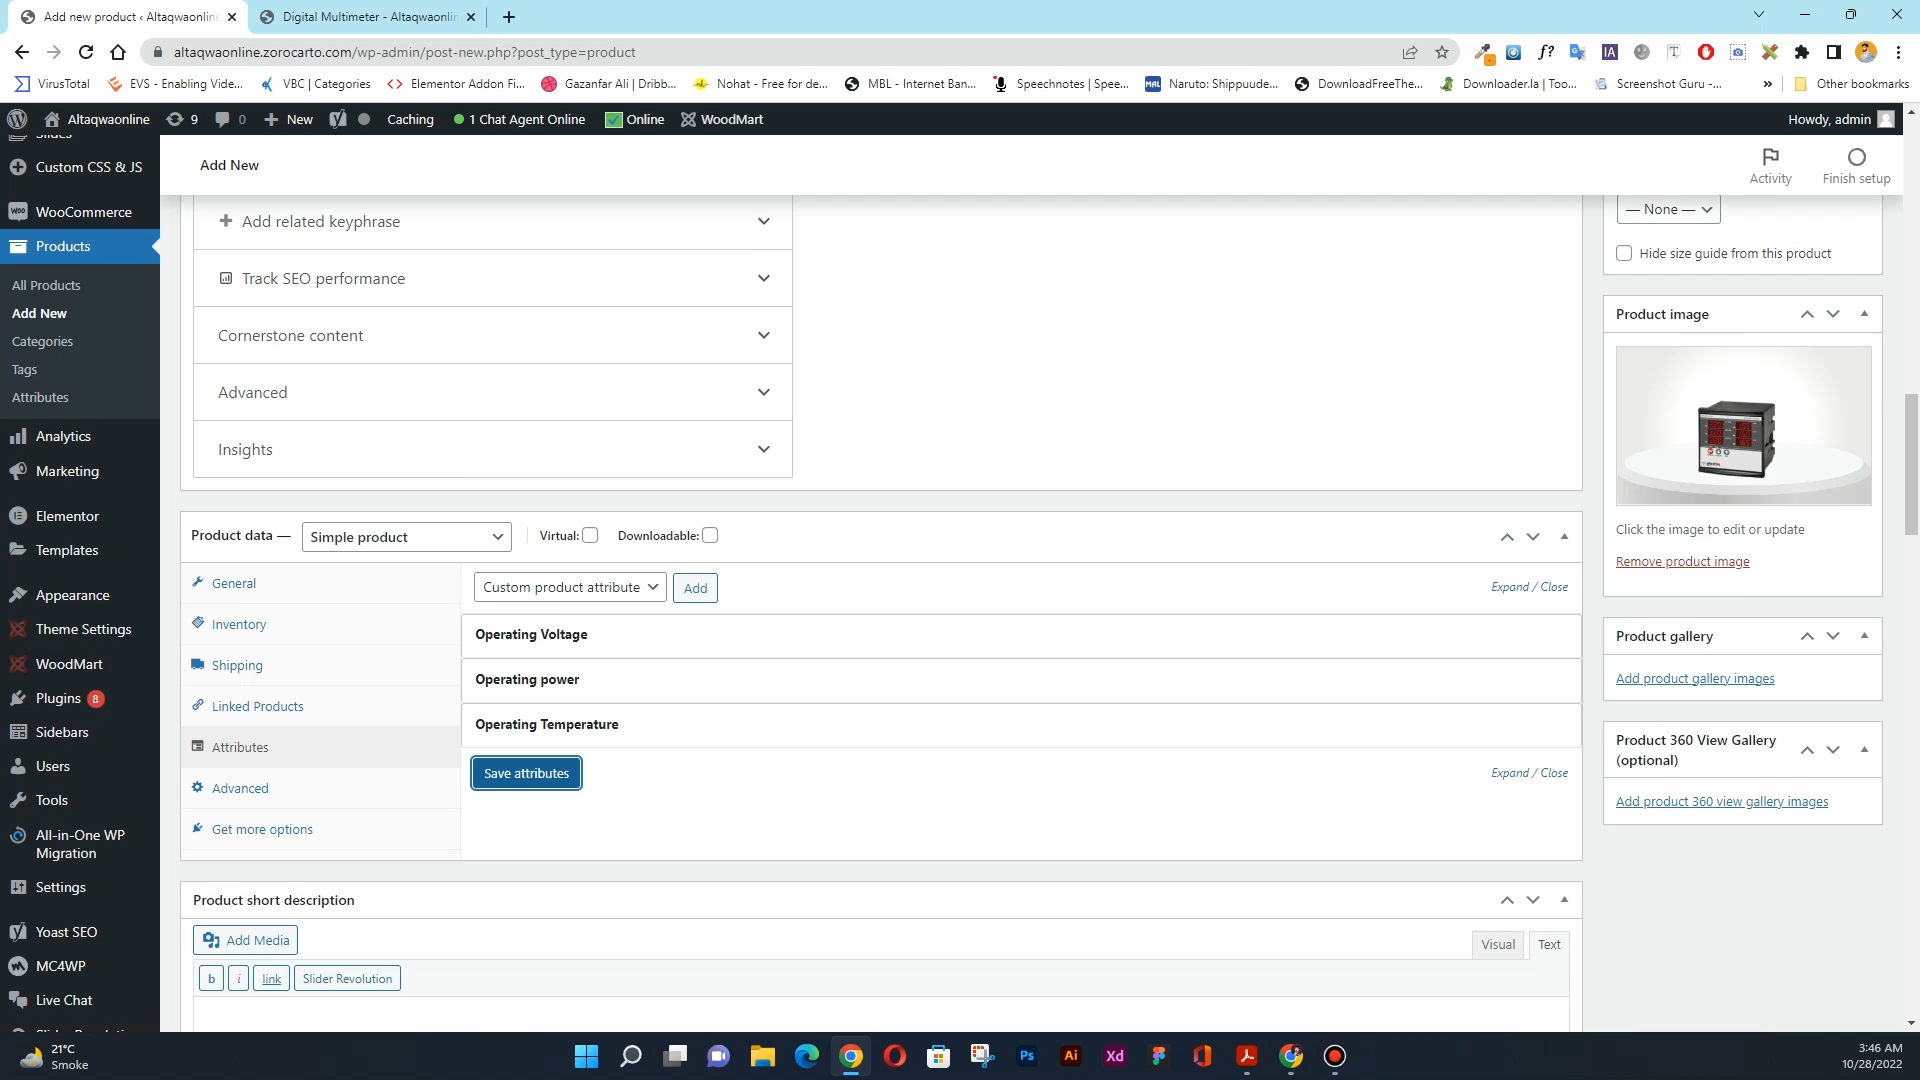 Add new product ‹ Altaqwaonlin
Digital Multimeter - Altaqwaonlin
altaqwaonline.zorocarto.com/wp-admin/post-new.php?post_type=product
VirusTotal
EVS - Enabling Vide...
VBC | Categories
Elementor Addon Fi...
Gazanfar Ali | Dribb...
Nohat - Free for de...
MBL - Internet Ban...
Speechnotes | Spee...
Naruto: Shippuude...
DownloadFreeThe...
Downloader.la | Too...
Screenshot Guru -...
»
Other bookmarks
Altaqwaonline
9
0
New
Caching
1 Chat Agent Online
Online
WoodMart
Howdy, admin
Slides
Custom CSS & JS
WooCommerce
Products
All Products
Add New
Categories
Tags
Attributes
Analytics
Marketing
Elementor
Templates
Appearance
Theme Settings
WoodMart
Plugins 8
Sidebars
Users
Tools
All-in-One WP
Migration
Settings
Yoast SEO
MC4WP
Live Chat
Add New
Activity
Finish setup
Add related keyphrase
Track SEO performance
Cornerstone content
Advanced
Insights
Product data —
Simple product
Virtual:
Downloadable:
General
Inventory
Shipping
Linked Products
Attributes
Advanced
Get more options
Custom product attribute
Add
Expand / Close
Operating Voltage
Operating power
Operating Temperature
Save attributes
Expand / Close
Product short description
Add Media
Visual
Text
b
i
link
Slider Revolution
— None —
Hide size guide from this product
Product image
Click the image to edit or update
Remove product image
Product gallery
Add product gallery images
Product 360 View Gallery
(optional)
Add product 360 view gallery images
21°C
Smoke
3:46 AM
10/28/2022